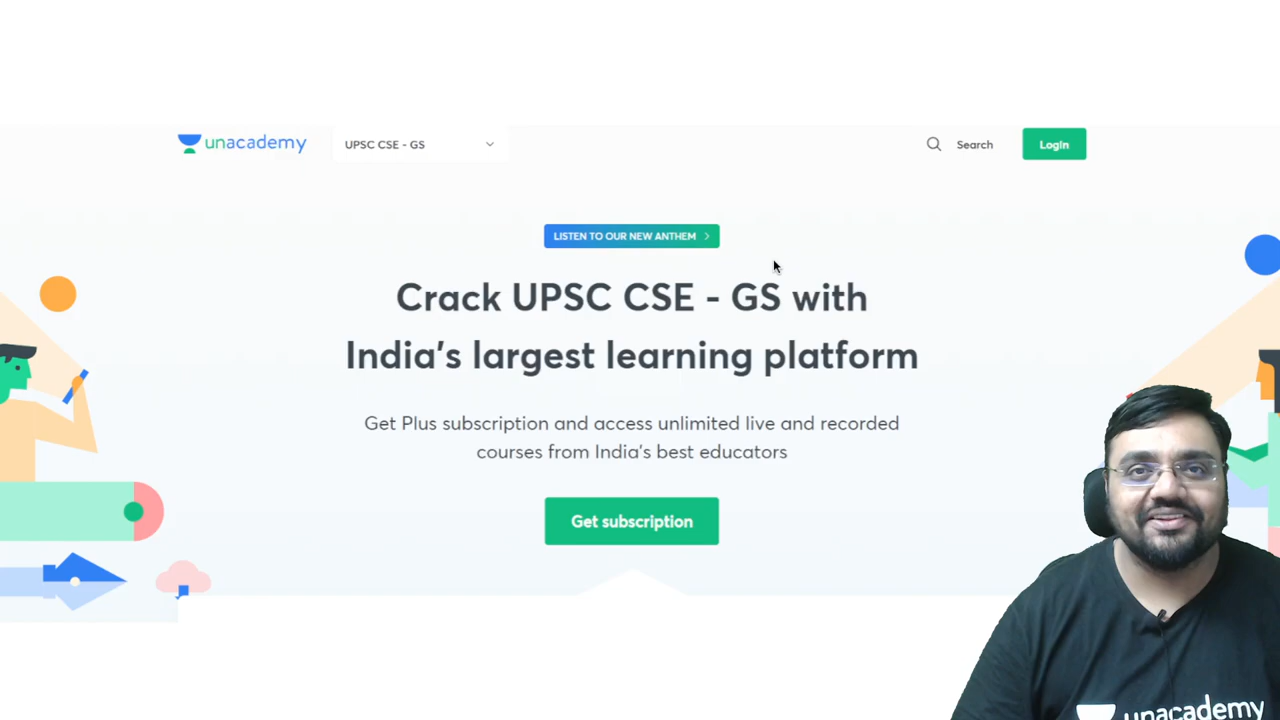 unacademy
UPSC CSE - GS
Search
Login
LISTEN TO OUR NEW ANTHEM
Crack UPSC CSE - GS with
India's largest learning platform
Get Plus subscription and access unlimited live and recorded
courses from India's best educators
Get subscription
unacademy